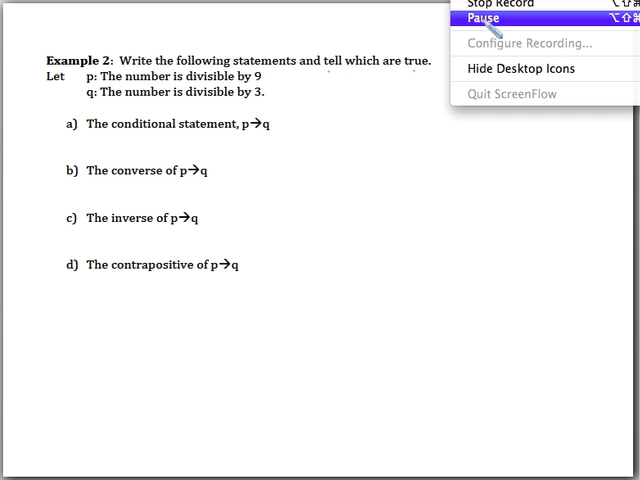 Stop Record ⌥⇧⌘
Pause ⌥⇧⌘
Configure Recording...
Hide Desktop Icons
Quit ScreenFlow
Example 2: Write the following statements and tell which are true.
Let p: The number is divisible by 9
q: The number is divisible by 3.
a) The conditional statement, p→q
b) The converse of p→q
c) The inverse of p→q
d) The contrapositive of p→q